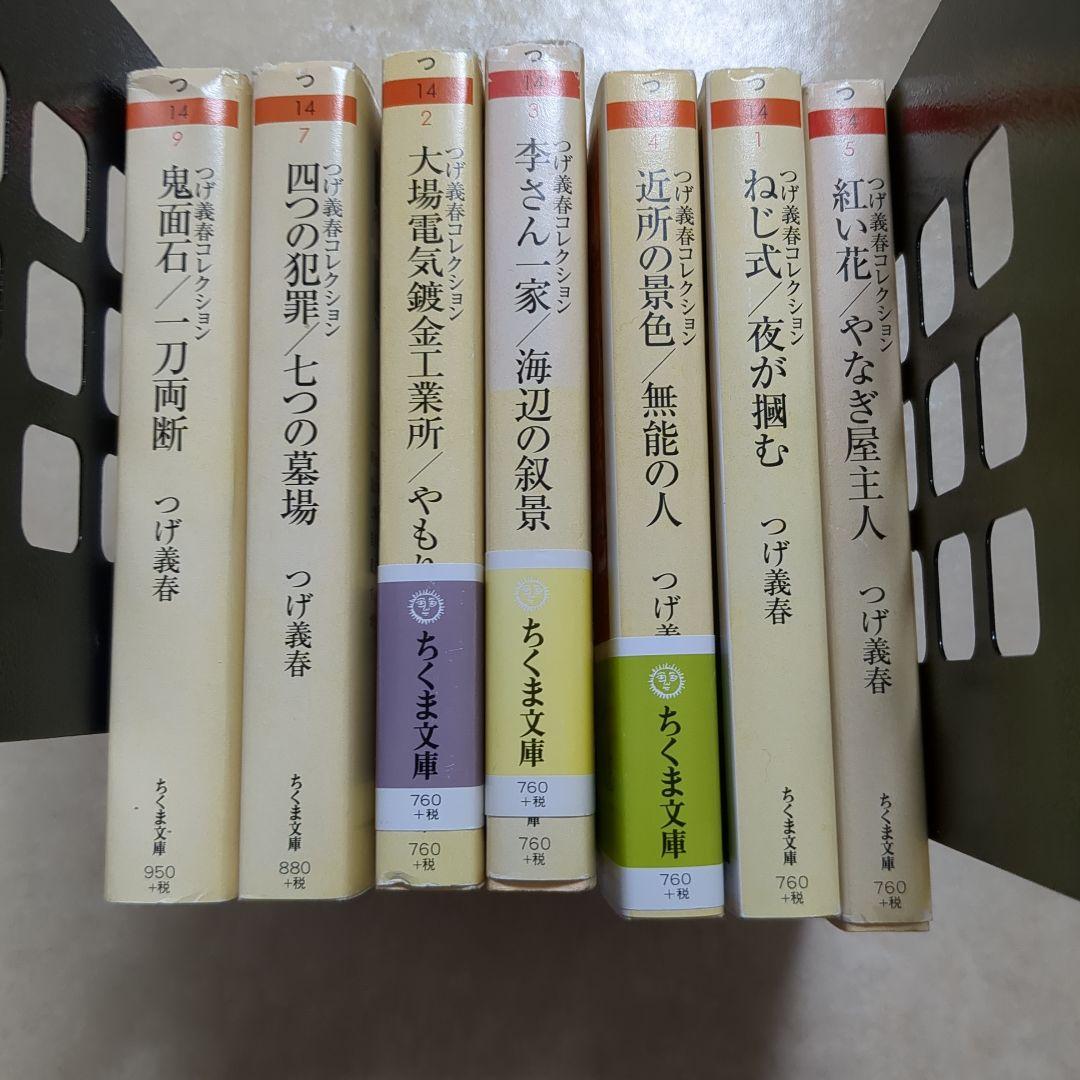 つ
14
9
つげ義春コレクション
鬼面石/一刀両断
つげ義春
ちくま文庫
950
+税
つ
14
7
つげ義春コレクション
四つの犯罪/七つの墓場
つげ義春
ちくま文庫
880
+税
つ
14
2
つげ義春コレクション
大場電気鍍金工業所/やもり
ちくま文庫
760
+税
760
+税
つ
14
3
つげ義春コレクション
李さん一家/海辺の叙景
ちくま文庫
760
+税
庫
760
+税
つ
14
4
つげ義春コレクション
近所の景色/無能の人
つげ義
ちくま文庫
760
+税
つ
14
1
つげ義春コレクション
ねじ式/夜が摑む
つげ義春
ちくま文庫
760
+税
つ
14
5
つげ義春コレクション
紅い花/やなぎ屋主人
つげ義春
ちくま文庫
760
+税